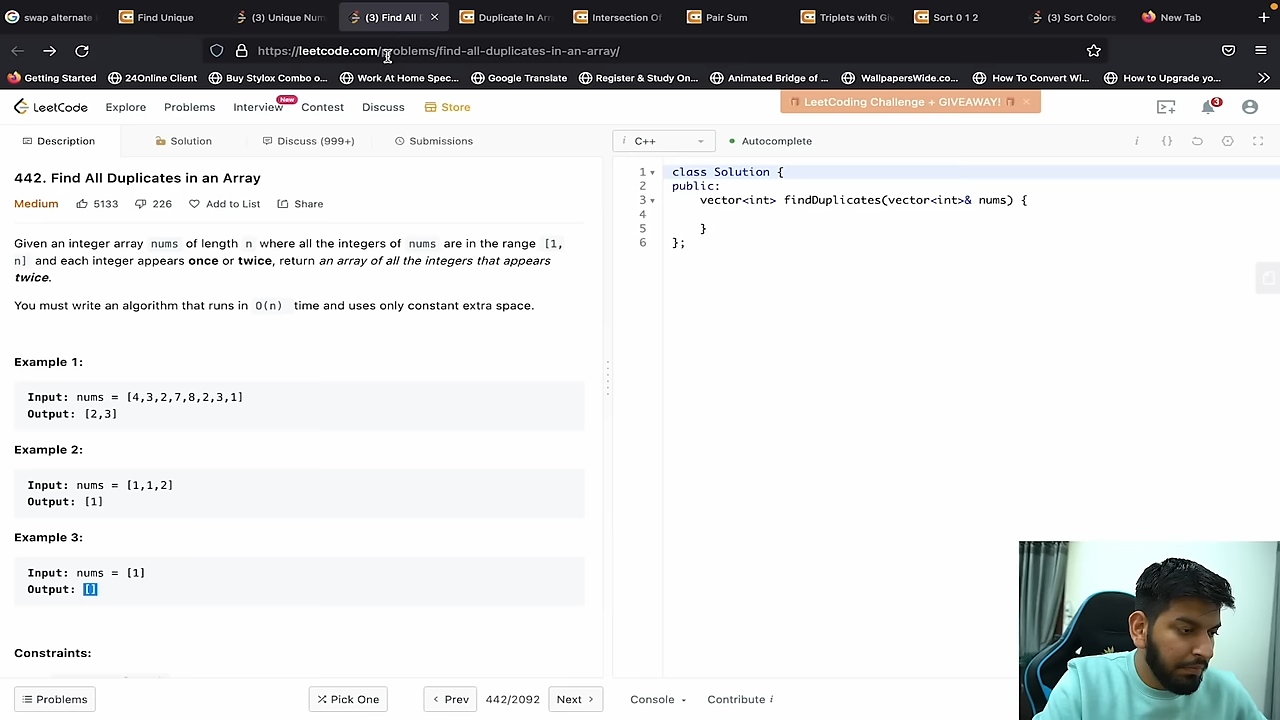 swap alternate
Find Unique
(3) Unique Num
(3) Find All
Duplicate In Arr
Intersection Of
Pair Sum
Triplets with Gi
Sort 0 1 2
(3) Sort Colors
New Tab
https://leetcode.com/problems/find-all-duplicates-in-an-array/
Getting Started
24Online Client
Buy Stylox Combo o...
Work At Home Spec...
Google Translate
Register & Study On...
Animated Bridge of ...
WallpapersWide.co...
How To Convert Wi...
How to Upgrade yo...
LeetCode
Explore
Problems
Interview
New
Contest
Discuss
Store
LeetCoding Challenge + GIVEAWAY!
3
Description
Solution
Discuss (999+)
Submissions
i C++
Autocomplete
442. Find All Duplicates in an Array
Medium
5133
226
Add to List
Share
Given an integer array nums of length n where all the integers of nums are in the range [1,
n] and each integer appears once or twice, return an array of all the integers that appears
twice.
You must write an algorithm that runs in O(n) time and uses only constant extra space.
Example 1:
Input: nums = [4,3,2,7,8,2,3,1]
Output: [2,3]
Example 2:
Input: nums = [1,1,2]
Output: [1]
Example 3:
Input: nums = [1]
Output: []
Constraints:
1 class Solution {
2 public:
3 vector<int> findDuplicates(vector<int>& nums) {
4
5 }
6 };
Problems
Pick One
Prev
442/2092
Next
Console
Contribute i